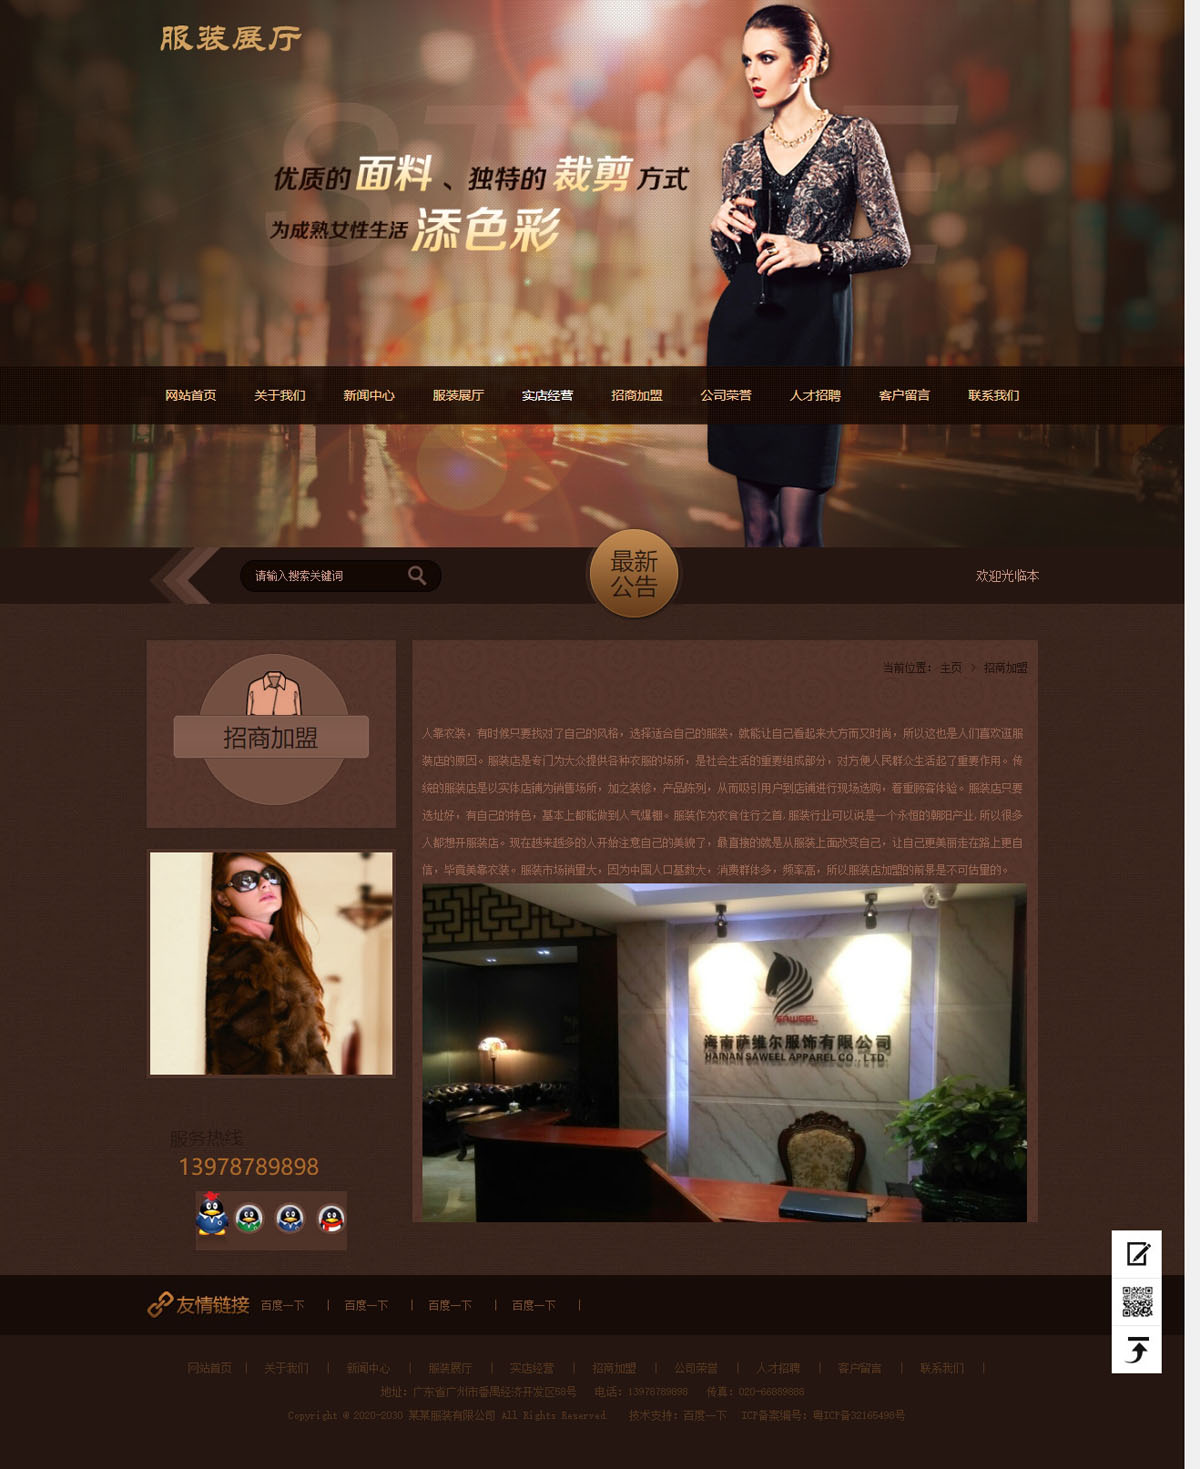 服装展厅
STYLE
优质的面料、独特的裁剪方式
为成熟女性生活添色彩
网站首页 关于我们 新闻中心 服装展厅 实店经营 招商加盟 公司荣誉 人才招聘 客户留言 联系我们
请输入搜索关键词
最新
公告
欢迎光临本
招商加盟
当前位置: 主页 > 招商加盟
人靠衣装，有时候只要找对了自己的风格，选择适合自己的服装，就能让自己看起来大方而又时尚，所以这也是人们喜欢逛服
装店的原因。服装店是专门为大众提供各种衣服的场所，是社会生活的重要组成部分，对方便人民群众生活起了重要作用。传
统的服装店是以实体店铺为销售场所，加之装修，产品陈列，从而吸引用户到店铺进行现场选购，看重顾客体验。服装店只要
选址好，有自己的特色，基本上都能做到人气爆棚。服装作为衣食住行之首,服装行业可以说是一个永恒的朝阳产业,所以很多
人都想开服装店。现在越来越多的人开始注意自己的美貌了，最直接的就是从服装上面改变自己，让自己更美丽走在路上更自
信，毕竟美靠衣装。服装市场销量大，因为中国人口基数大，消费群体多，频率高，所以服装店加盟的前景是不可估量的。
SAWEEL
海南萨维尔服饰有限公司
HAINAN SAWEEL APPAREL CO., LTD.
服务热线
13978789898
友情链接 百度一下 | 百度一下 | 百度一下 | 百度一下 |
网站首页 | 关于我们 | 新闻中心 | 服装展厅 | 实店经营 | 招商加盟 | 公司荣誉 | 人才招聘 | 客户留言 | 联系我们 |
地址：广东省广州市番禺经济开发区58号 电话：13978789898 传真：020-66889888
Copyright @ 2020-2030 某某服装有限公司 All Rights Reserved 技术支持：百度一下 ICP备案编号：粤ICP备32165498号